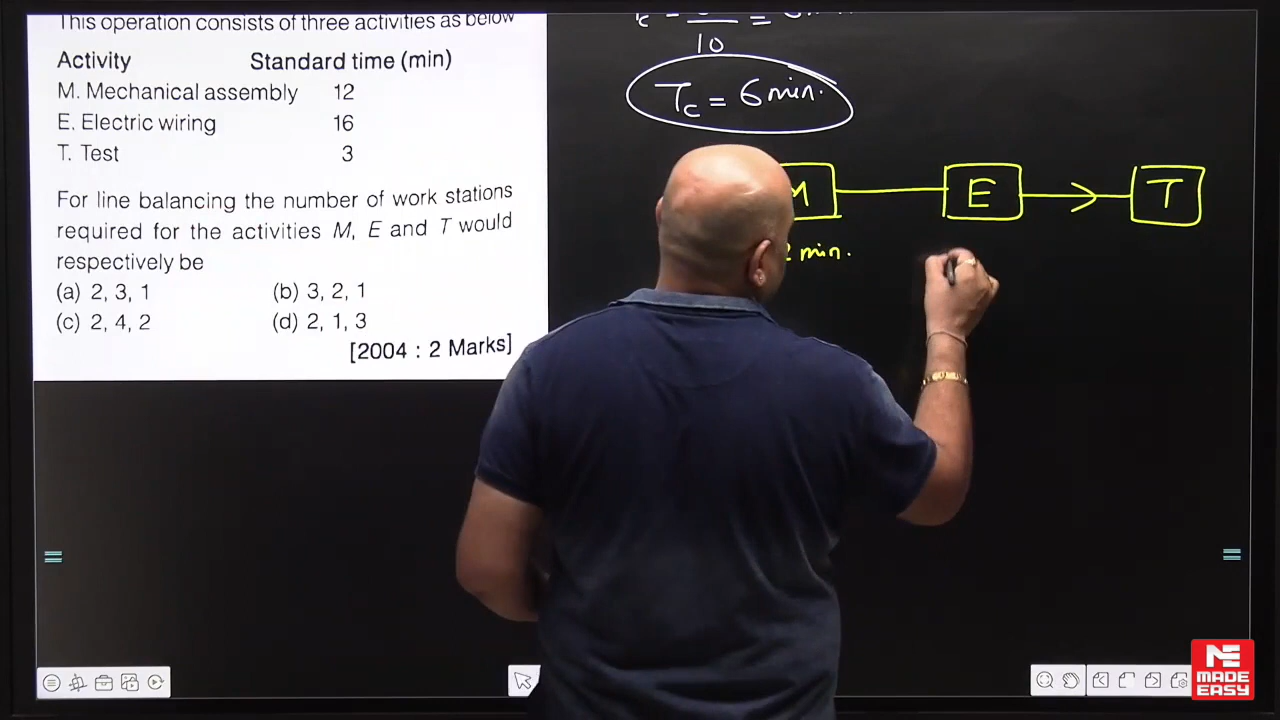 This operation consists of three activities as below
Activity Standard time (min)
M. Mechanical assembly 12
E. Electric wiring 16
T. Test 3
For line balancing the number of work stations
required for the activities M, E and T would
respectively be
(a) 2, 3, 1 (b) 3, 2, 1
(c) 2, 4, 2 (d) 2, 1, 3
[2004 : 2 Marks]
10
Tc = 6 min.
M E T
2 min.
MADE
EASY